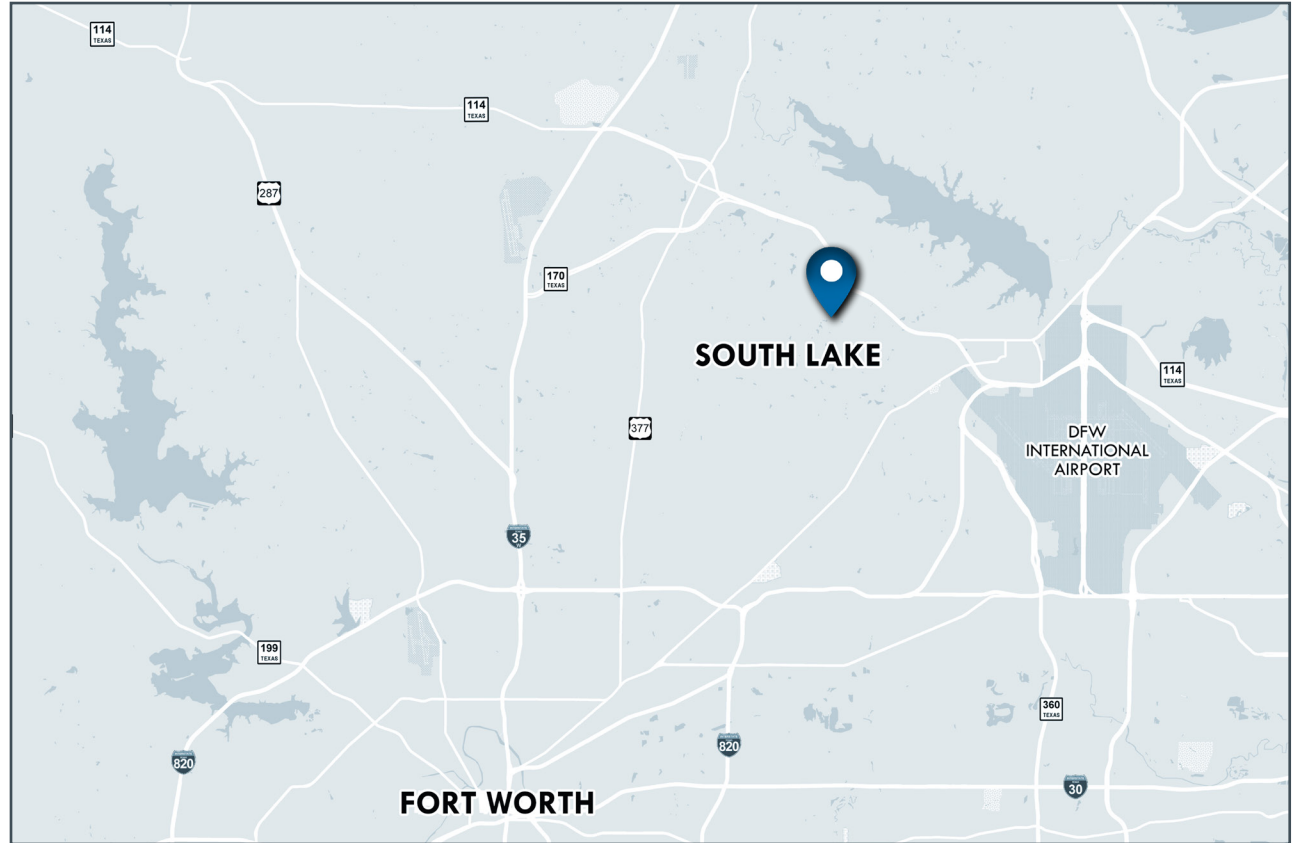 114
TEXAS
114
TEXAS
287
170
TEXAS
SOUTH LAKE
114
TEXAS
377
DFW
INTERNATIONAL
AIRPORT
35
199
TEXAS
360
TEXAS
820
820
30
FORT WORTH